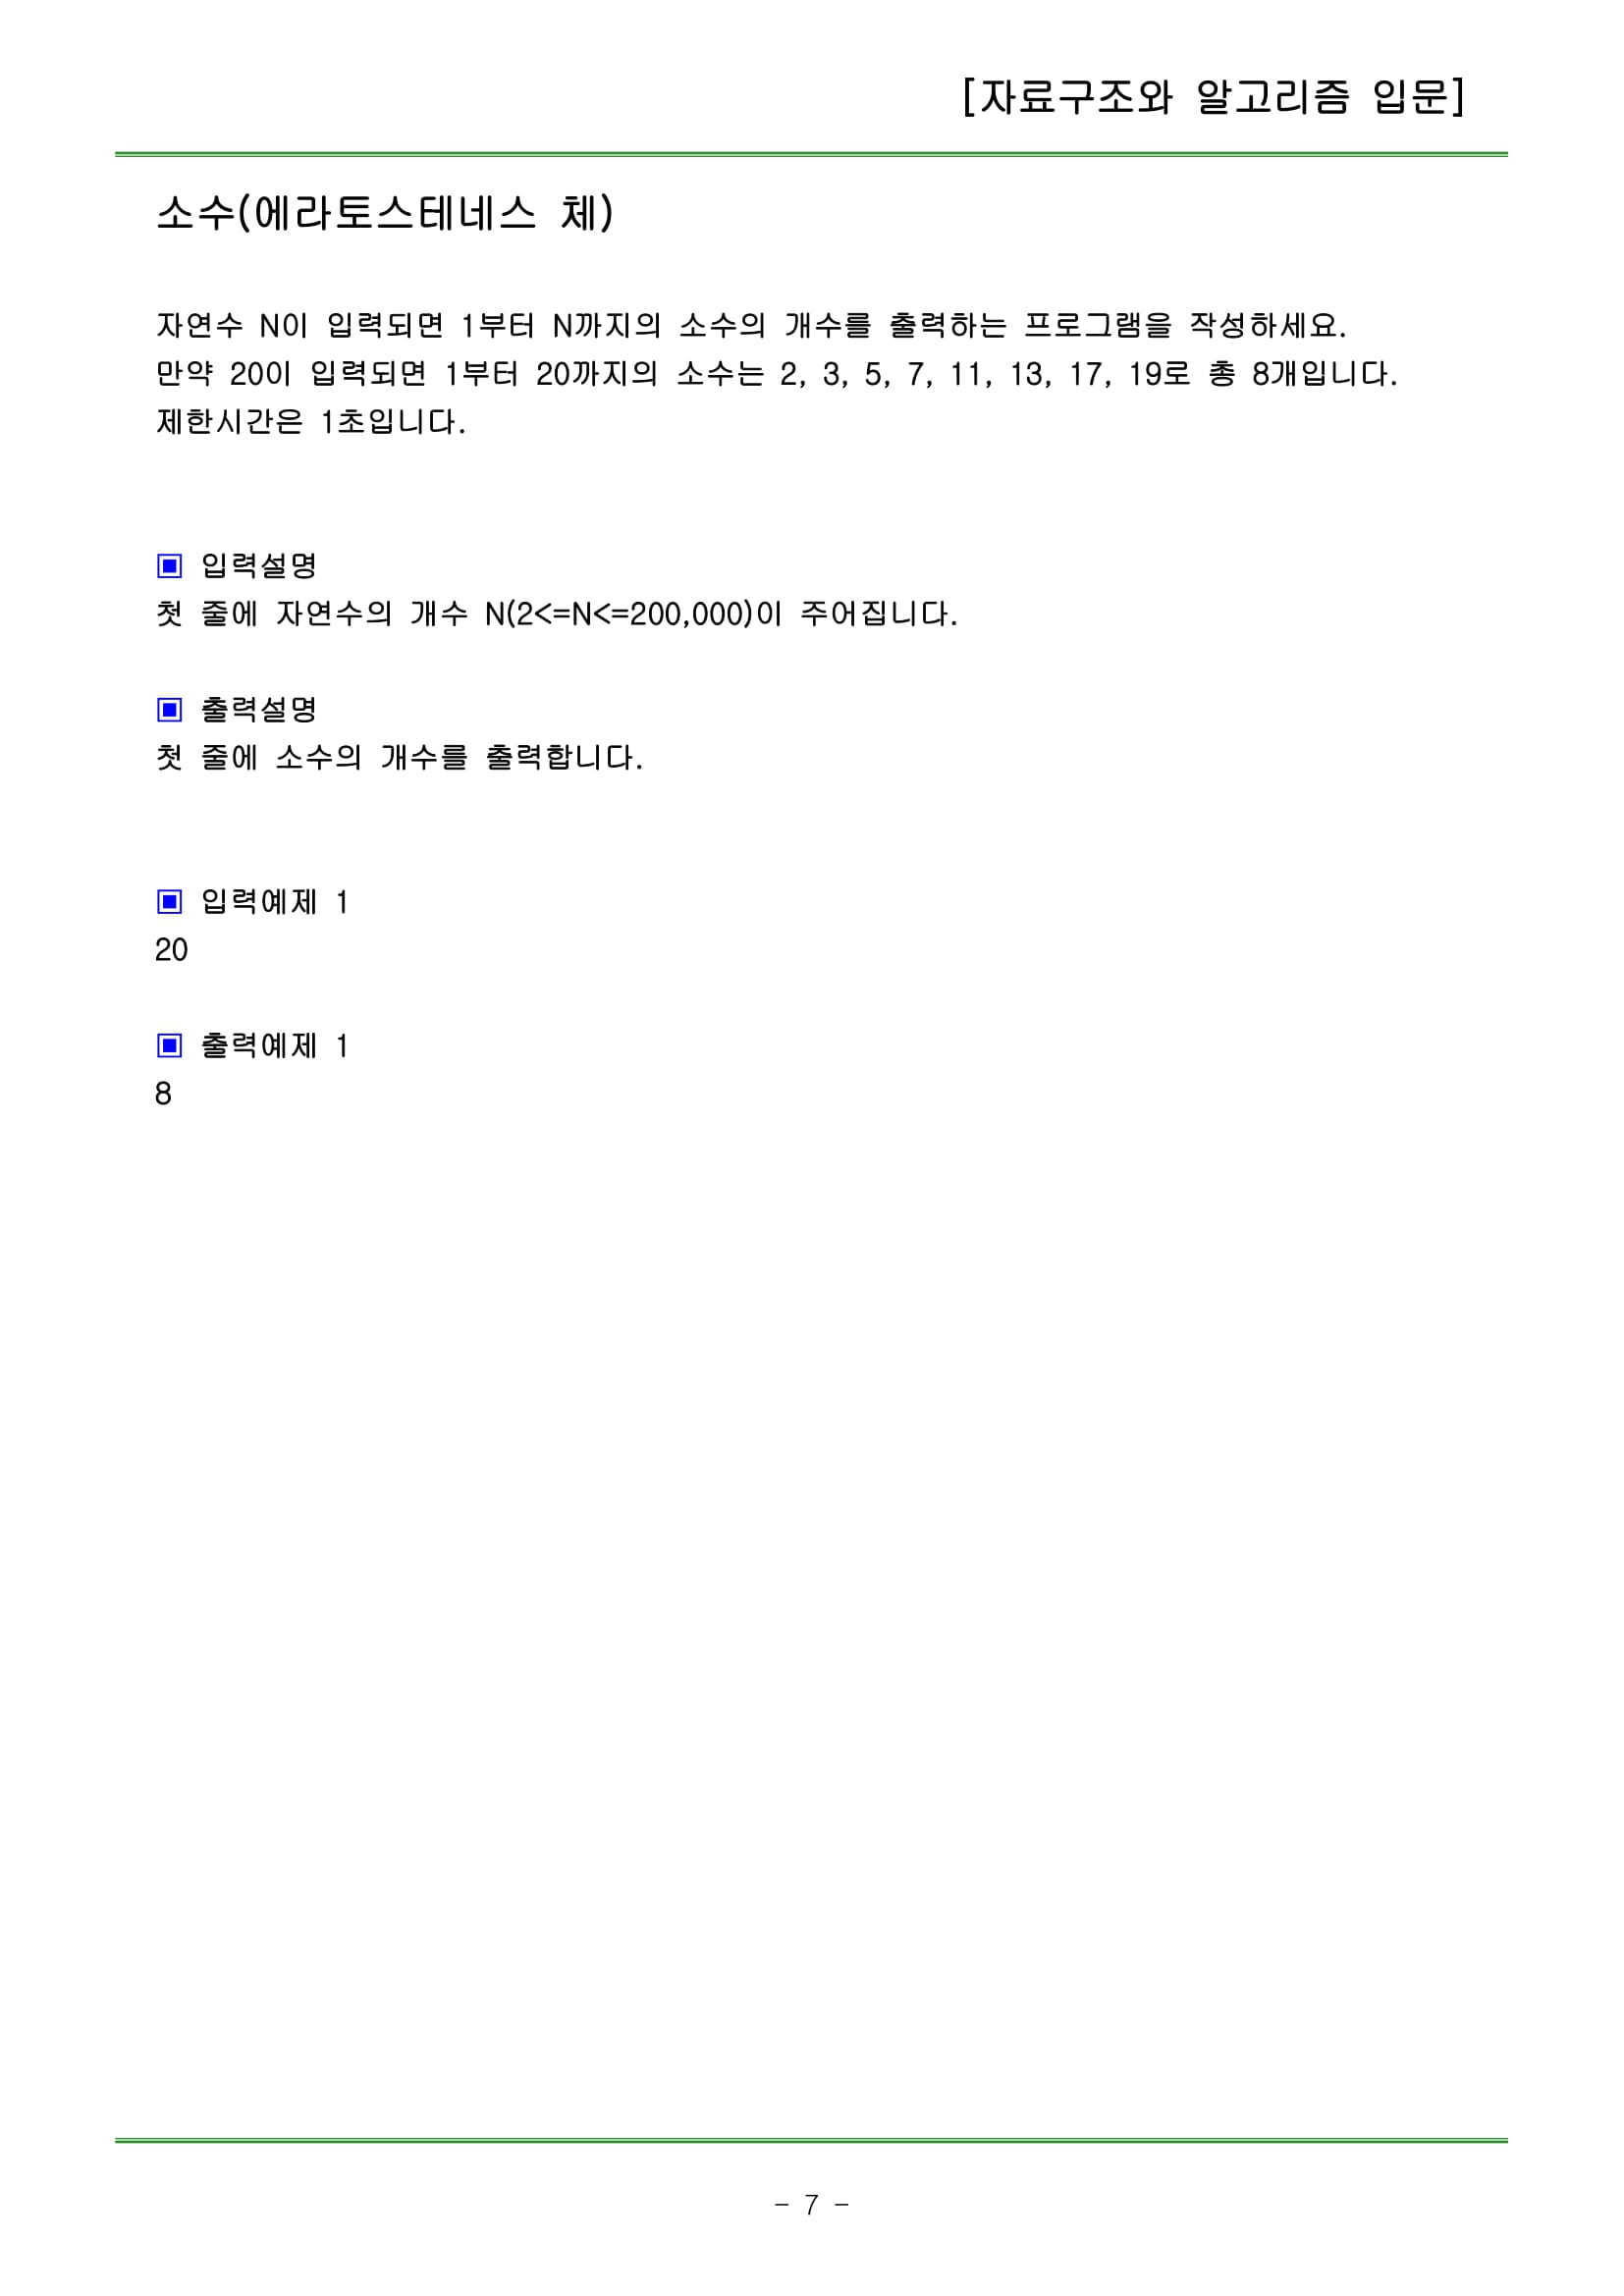 [자료구조와 알고리즘 입문]
소수(에라토스테네스 체)
자연수 N이 입력되면 1부터 N까지의 소수의 개수를 출력하는 프로그램을 작성하세요.
만약 20이 입력되면 1부터 20까지의 소수는 2, 3, 5, 7, 11, 13, 17, 19로 총 8개입니다.
제한시간은 1초입니다.
▣ 입력설명
첫 줄에 자연수의 개수 N(2<=N<=200,000)이 주어집니다.
▣ 출력설명
첫 줄에 소수의 개수를 출력합니다.
▣ 입력예제 1
20
▣ 출력예제 1
8
- 7 -